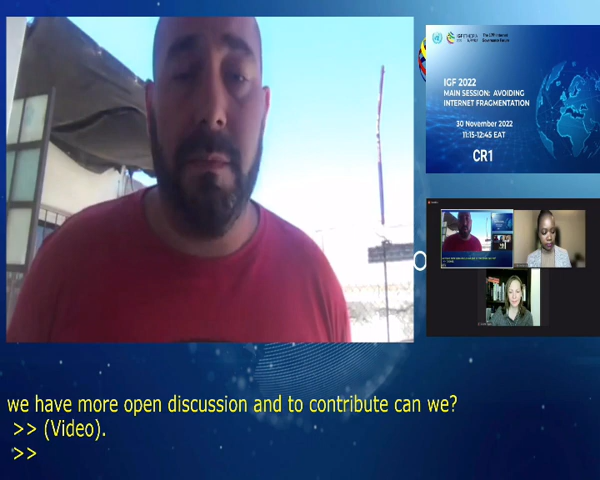 IGF 2022
MAIN SESSION: AVOIDING
INTERNET FRAGMENTATION
30 November 2022
11:15-12:45 EAT
CR1
we have more open discussion and to contribute can we?
>> (Video).
>>